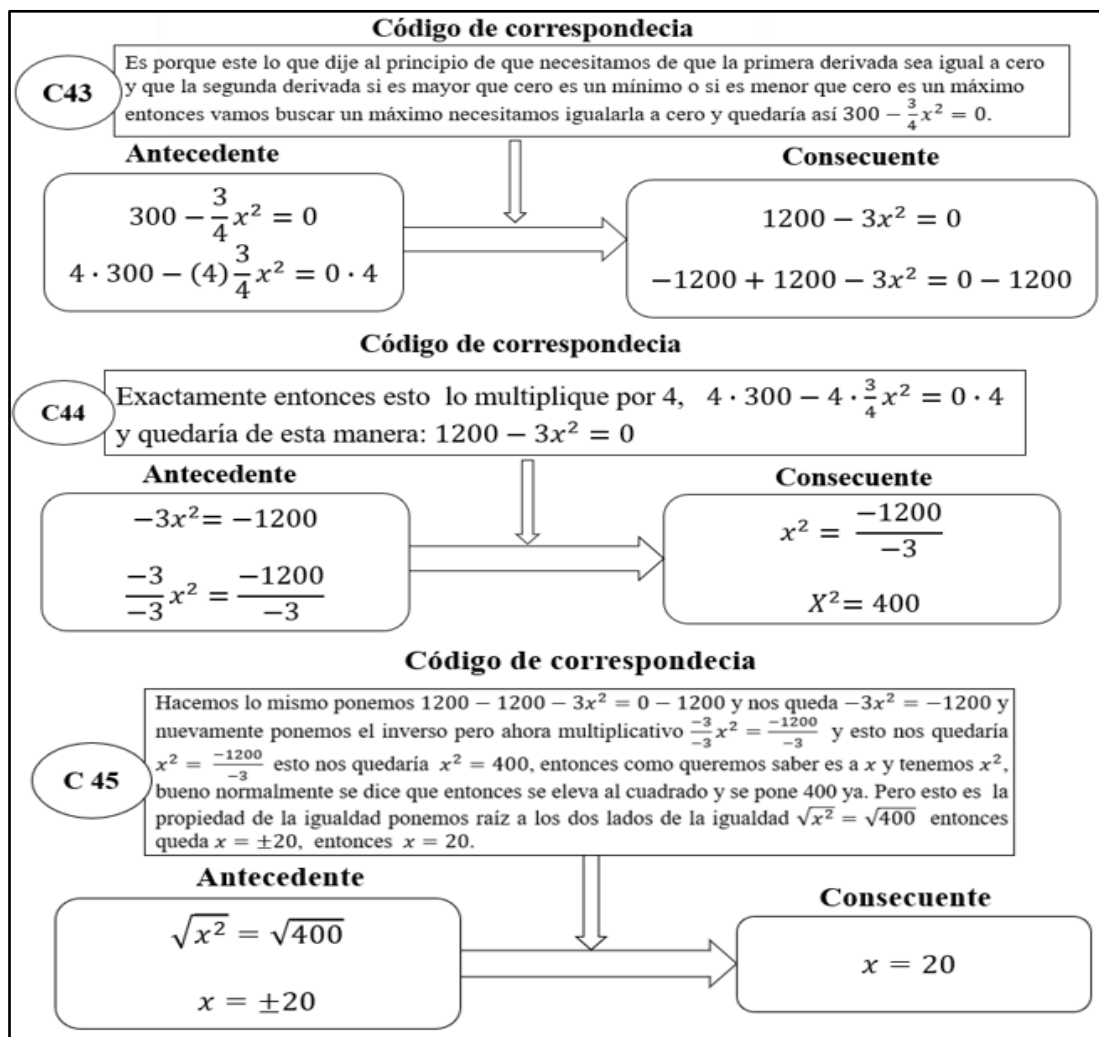 Código de correspondecia
C43
Es porque este lo que dije al principio de que necesitamos de que la primera derivada sea igual a cero
y que la segunda derivada si es mayor que cero es un mínimo o si es menor que cero es un máximo
entonces vamos buscar un máximo necesitamos igualarla a cero y quedaría así 300 − 3/4 x² = 0.
Antecedente
300 − 3/4 x² = 0
4 · 300 − (4) 3/4 x² = 0 · 4
Consecuente
1200 − 3x² = 0
−1200 + 1200 − 3x² = 0 − 1200
Código de correspondecia
C44
Exactamente entonces esto lo multiplique por 4, 4 · 300 − 4 · 3/4 x² = 0 · 4
y quedaría de esta manera: 1200 − 3x² = 0
Antecedente
−3x² = −1200
−3/−3 x² = −1200/−3
Consecuente
x² = −1200/−3
X² = 400
Código de correspondecia
C 45
Hacemos lo mismo ponemos 1200 − 1200 − 3x² = 0 − 1200 y nos queda −3x² = −1200 y
nuevamente ponemos el inverso pero ahora multiplicativo −3/−3 x² = −1200/−3 y esto nos quedaría
x² = −1200/−3 esto nos quedaría x² = 400, entonces como queremos saber es a x y tenemos x²,
bueno normalmente se dice que entonces se eleva al cuadrado y se pone 400 ya. Pero esto es la
propiedad de la igualdad ponemos raíz a los dos lados de la igualdad √x² = √400 entonces
queda x = ±20, entonces x = 20.
Antecedente
√x² = √400
x = ±20
Consecuente
x = 20